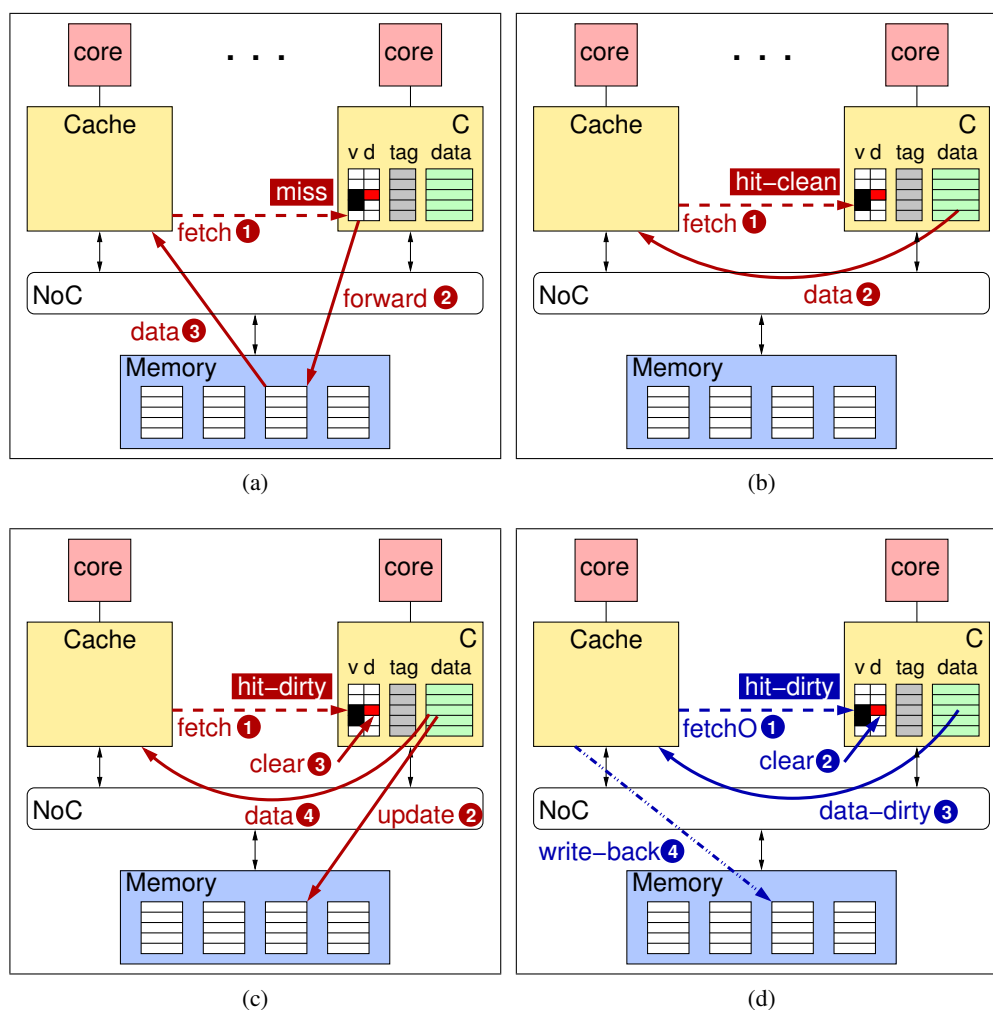 core . . . core
Cache C
v d tag data
miss
fetch 1
NoC
forward 2
data 3
Memory
(a)
core . . . core
Cache C
v d tag data
hit−clean
fetch 1
NoC
data 2
Memory
(b)
core core
Cache C
v d tag data
hit−dirty
fetch 1
clear 3
NoC
data 4 update 2
Memory
(c)
core core
Cache C
v d tag data
hit−dirty
fetchO 1
clear 2
NoC
data−dirty 3
write−back 4
Memory
(d)